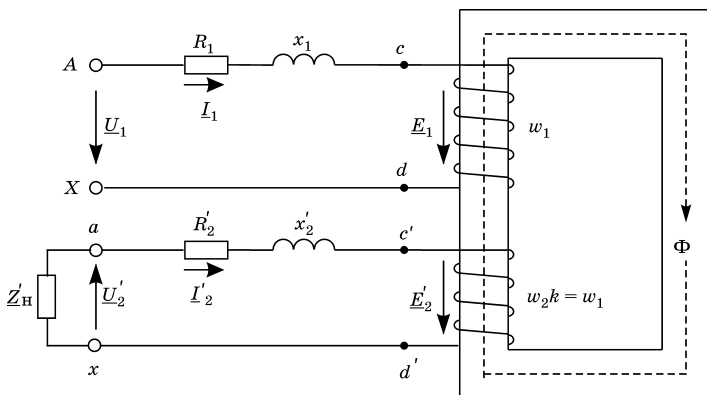 A
R₁
x₁
c
I₁
U₁
E₁
w₁
X
d
Φ
a
R′₂
x′₂
c′
Z′н
U′₂
I′₂
E′₂
w₂k = w₁
x
d′